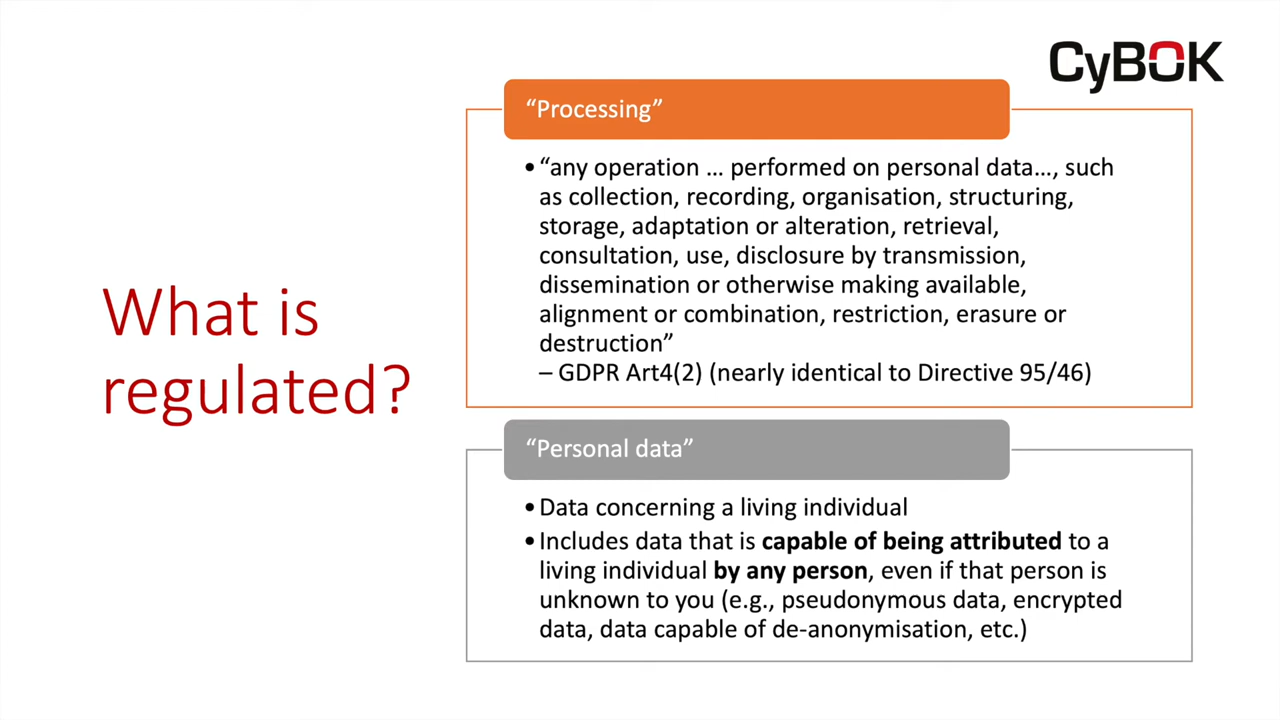 CyBOK
“Processing”
•“any operation … performed on personal data…, such
as collection, recording, organisation, structuring,
storage, adaptation or alteration, retrieval,
consultation, use, disclosure by transmission,
dissemination or otherwise making available,
alignment or combination, restriction, erasure or
destruction”
– GDPR Art4(2) (nearly identical to Directive 95/46)
What is
regulated?
“Personal data”
•Data concerning a living individual
•Includes data that is capable of being attributed to a
living individual by any person, even if that person is
unknown to you (e.g., pseudonymous data, encrypted
data, data capable of de-anonymisation, etc.)